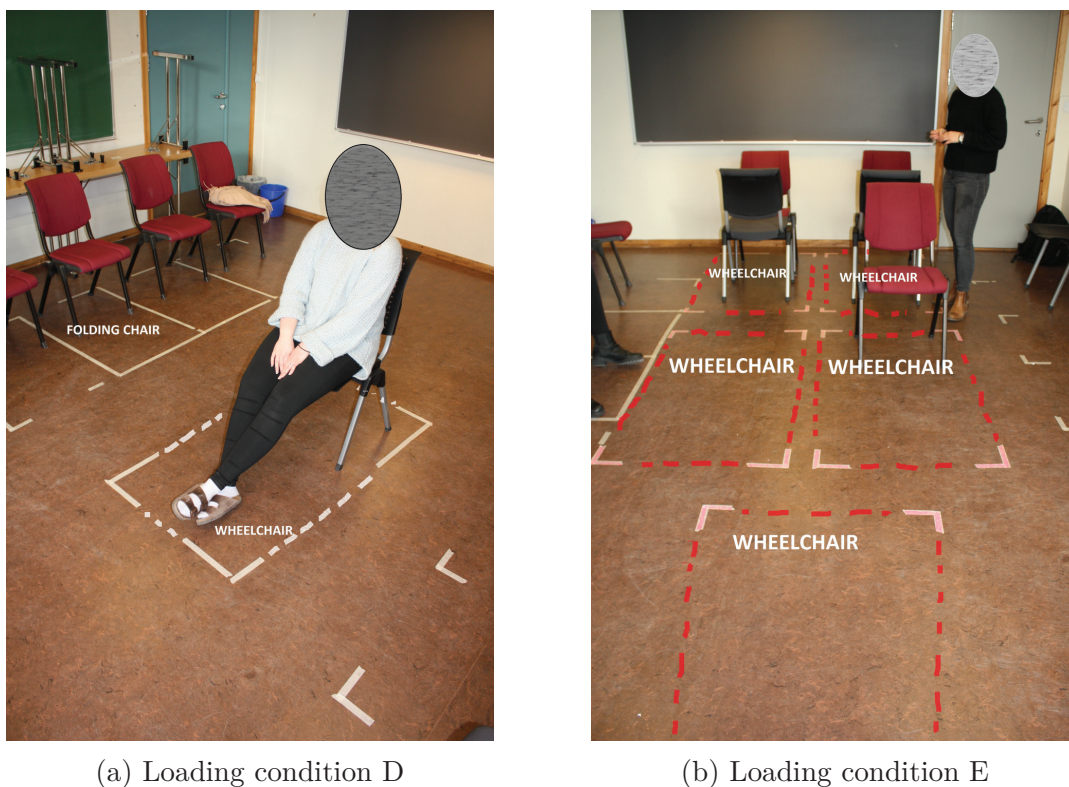 FOLDING CHAIR
WHEELCHAIR
WHEELCHAIR
WHEELCHAIR
WHEELCHAIR
WHEELCHAIR
WHEELCHAIR
(a) Loading condition D
(b) Loading condition E